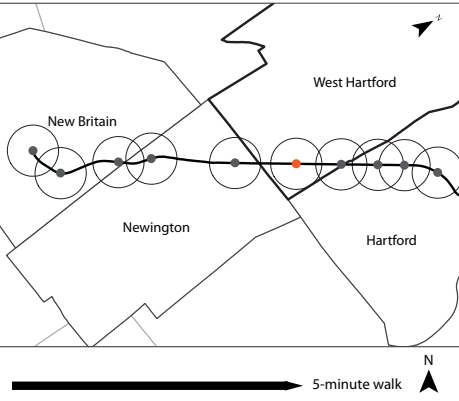 N
West Hartford
New Britain
Newington
Hartford
5-minute walk
N